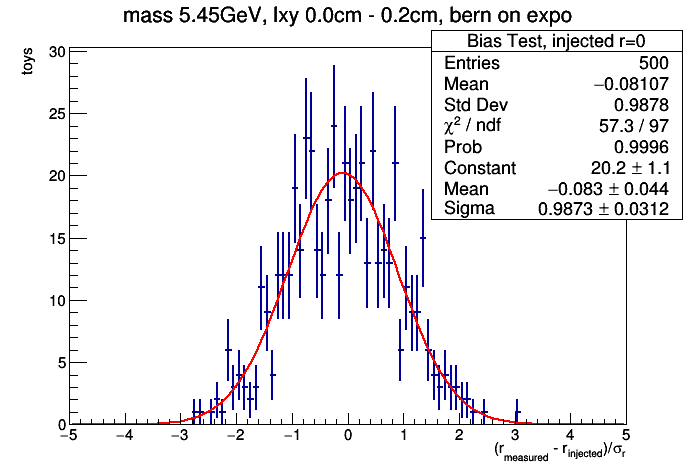 mass 5.45GeV, lxy 0.0cm - 0.2cm, bern on expo
Bias Test, injected r=0
Entries 500
Mean −0.08107
Std Dev 0.9878
χ² / ndf 57.3 / 97
Prob 0.9996
Constant 20.2 ± 1.1
Mean −0.083 ± 0.044
Sigma 0.9873 ± 0.0312
toys
30
25
20
15
10
5
0
−5 −4 −3 −2 −1 0 1 2 3 4 5
(r_measured - r_injected)/σ_r